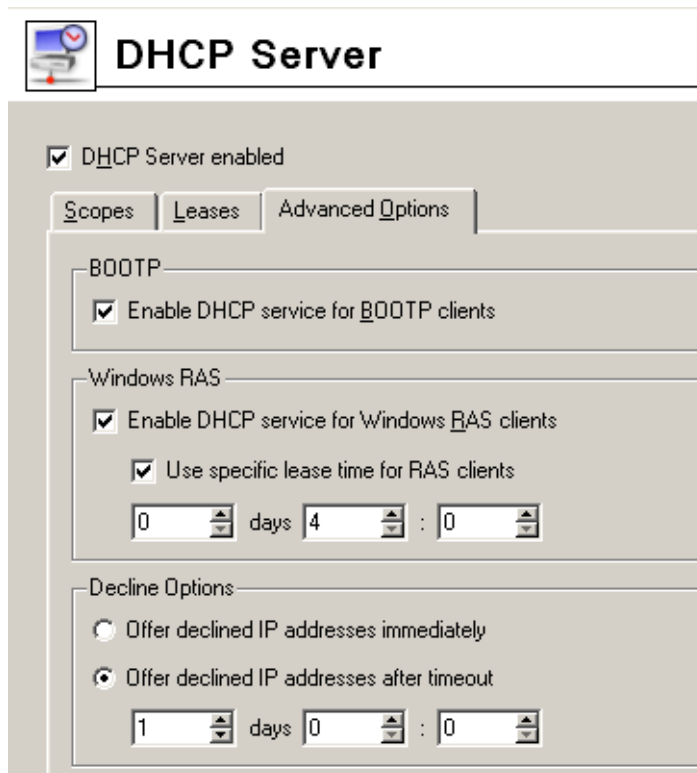 DHCP Server
DHCP Server enabled
Scopes Leases Advanced Options
BOOTP
Enable DHCP service for BOOTP clients
Windows RAS
Enable DHCP service for Windows RAS clients
Use specific lease time for RAS clients
0 days 4 : 0
Decline Options
Offer declined IP addresses immediately
Offer declined IP addresses after timeout
1 days 0 : 0